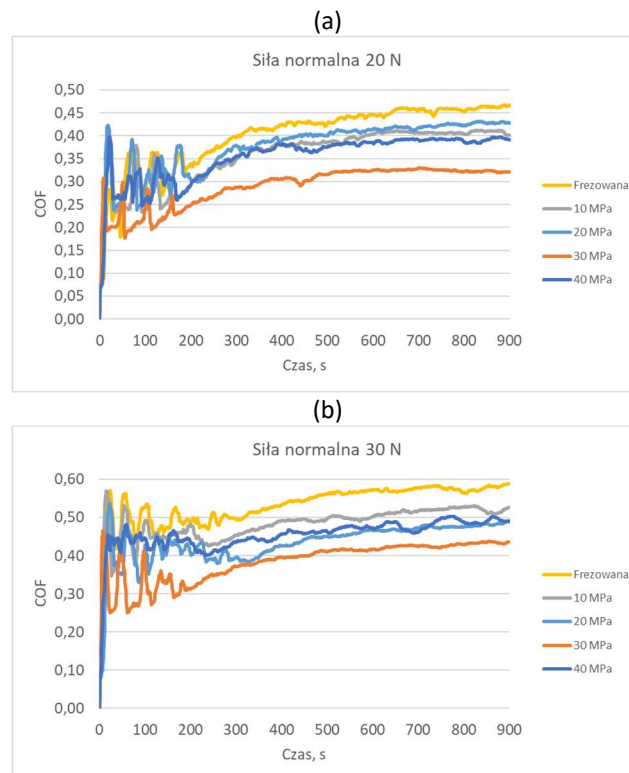 (a)
Siła normalna 20 N
0,50
0,45
0,40
0,35
0,30
0,25
0,20
0,15
0,10
0,05
0,00
COF
0 100 200 300 400 500 600 700 800 900
Czas, s
Frezowana
10 MPa
20 MPa
30 MPa
40 MPa
(b)
Siła normalna 30 N
0,60
0,50
0,40
0,30
0,20
0,10
0,00
COF
0 100 200 300 400 500 600 700 800 900
Czas, s
Frezowana
10 MPa
20 MPa
30 MPa
40 MPa